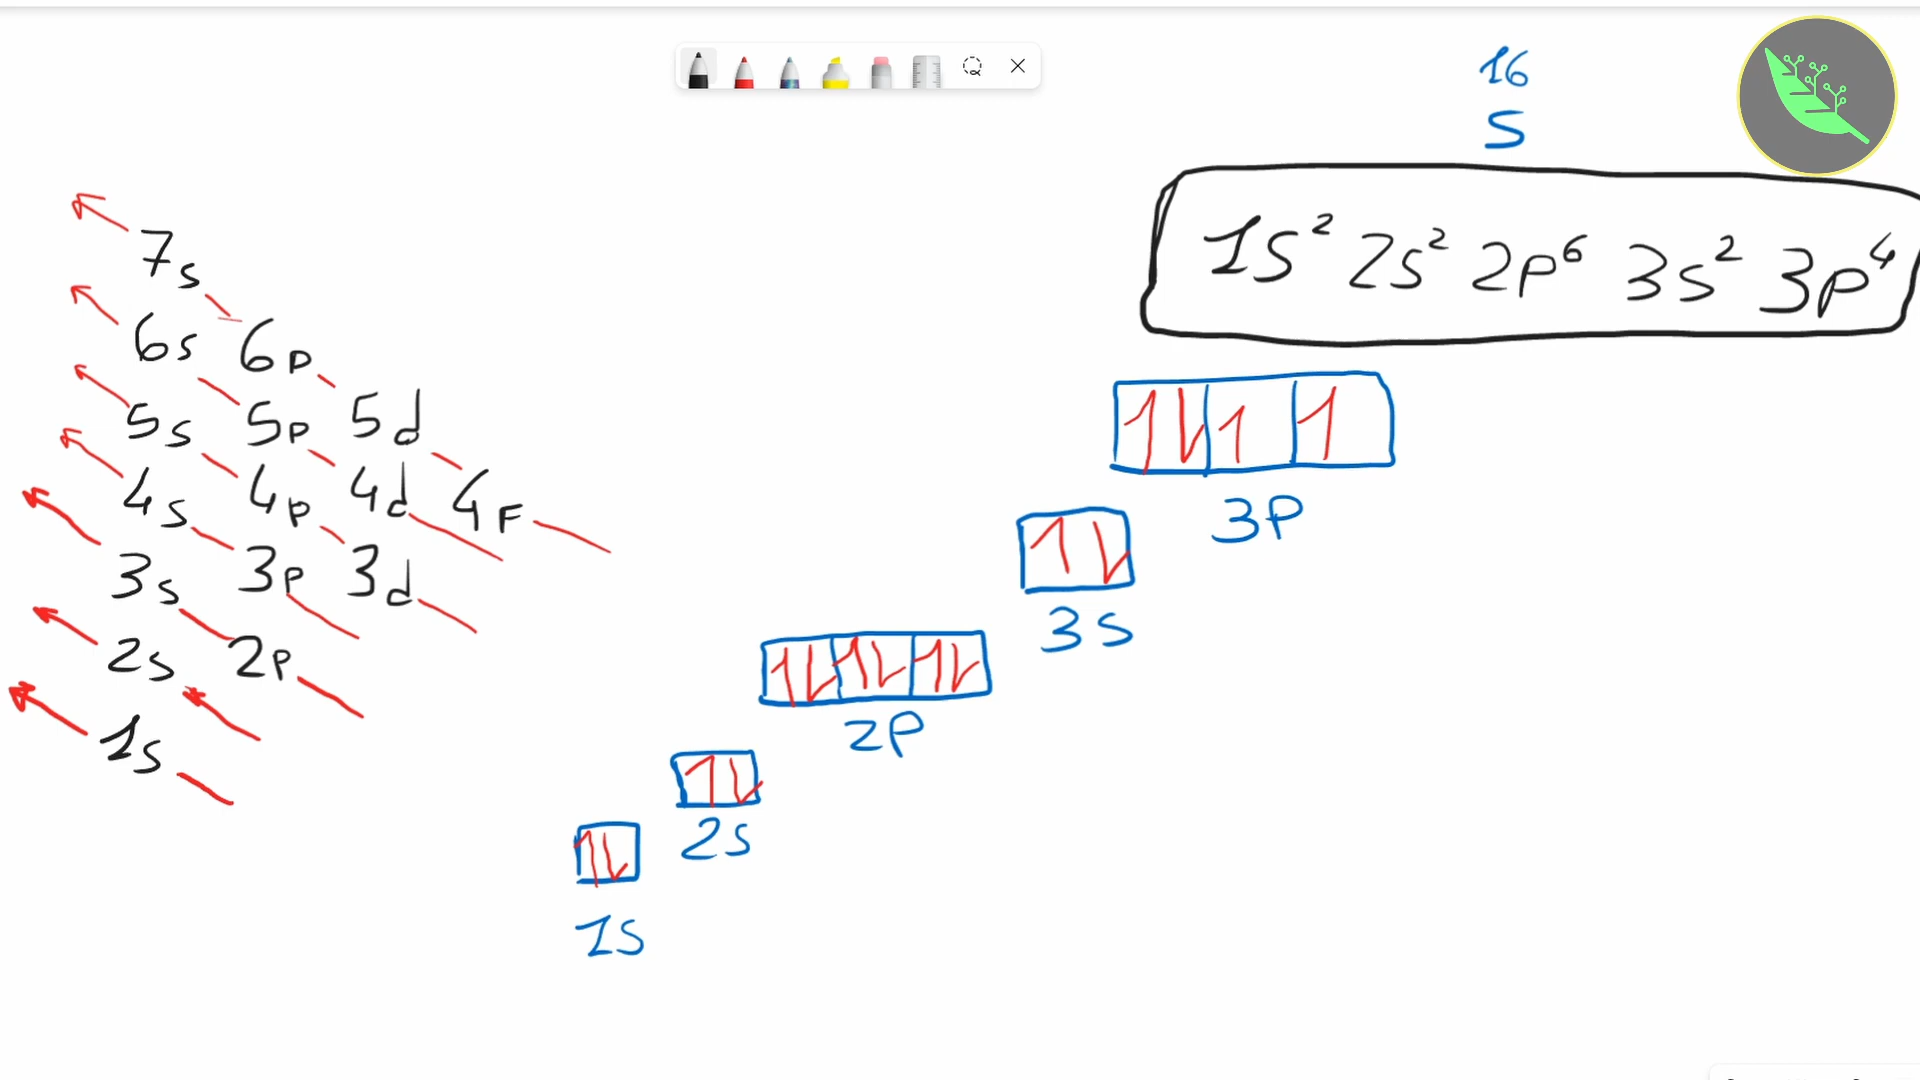 16
S
1s² 2s² 2p⁶ 3s² 3p⁴
7s
6s 6p
5s 5p 5d
4s 4p 4d 4F
3s 3p 3d
2s 2p
1s
3P
3s
2P
2s
1s